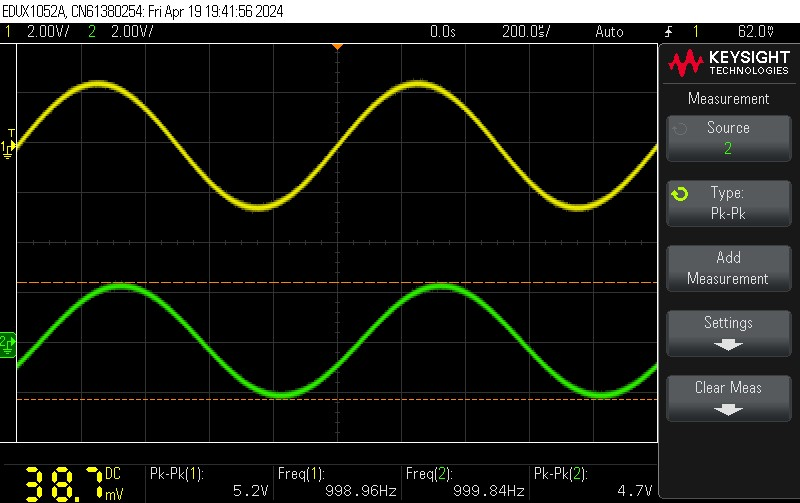 EDUX1052A, CN61380254: Fri Apr 19 19:41:56 2024
1 2.00V/ 2 2.00V/ 0.0s 200.0µs/ Auto 1 62.0mV
KEYSIGHT
TECHNOLOGIES
Measurement
Source
2
Type:
Pk-Pk
Add
Measurement
Settings
Clear Meas
T
1
2
38.7 DC mV
Pk-Pk(1):
5.2V
Freq(1):
998.96Hz
Freq(2):
999.84Hz
Pk-Pk(2):
4.7V